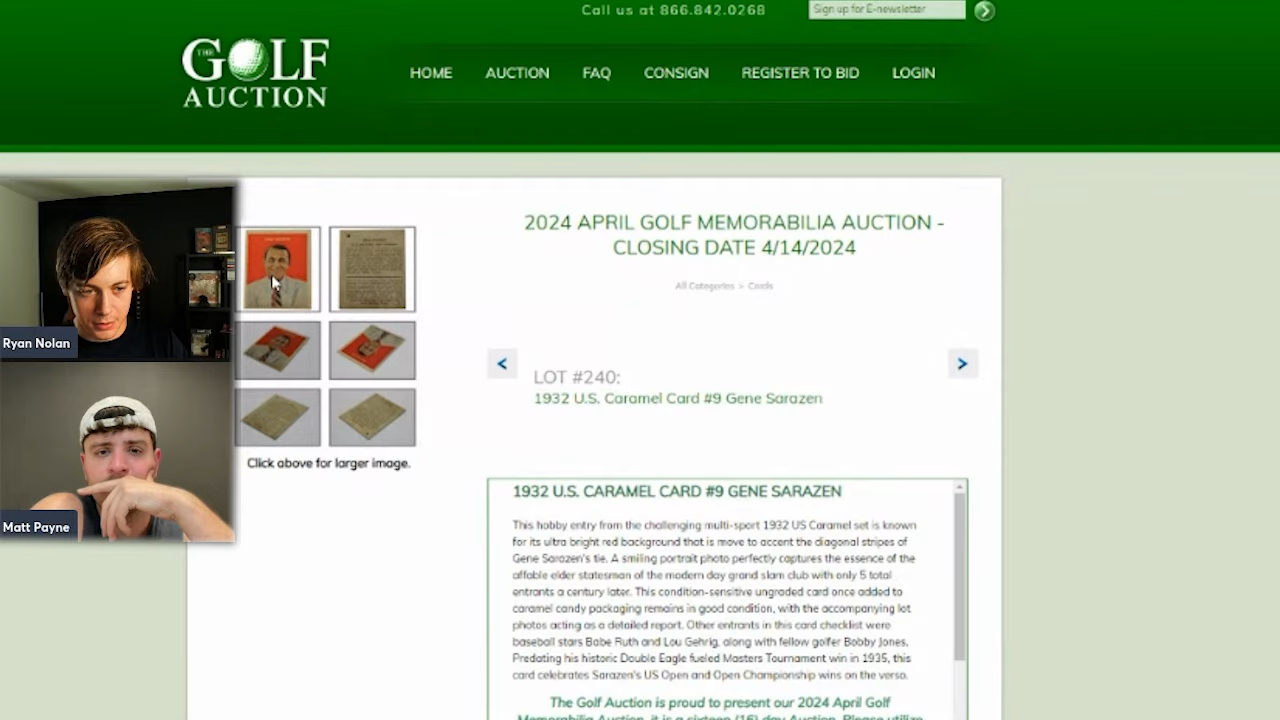 Call us at 866.842.0268
Sign up for E-newsletter
THE
GOLF
AUCTION
HOME
AUCTION
FAQ
CONSIGN
REGISTER TO BID
LOGIN
2024 APRIL GOLF MEMORABILIA AUCTION -
CLOSING DATE 4/14/2024
All Categories > Cards
LOT #240:
1932 U.S. Caramel Card #9 Gene Sarazen
Click above for larger image.
1932 U.S. CARAMEL CARD #9 GENE SARAZEN
This hobby entry from the challenging multi-sport 1932 US Caramel set is known
for its ultra bright red background that is move to accent the diagonal stripes of
Gene Sarazen's tie. A smiling portrait photo perfectly captures the essence of the
affable elder statesman of the modern day grand slam club with only 5 total
entrants a century later. This condition-sensitive ungraded card once added to
caramel candy packaging remains in good condition, with the accompanying lot
photos acting as a detailed report. Other entrants in this card checklist were
baseball stars Babe Ruth and Lou Gehrig, along with fellow golfer Bobby Jones.
Predating his historic Double Eagle fueled Masters Tournament win in 1935, this
card celebrates Sarazen's US Open and Open Championship wins on the verso.
The Golf Auction is proud to present our 2024 April Golf
Memorabilia Auction, it is a sixteen (16) day Auction. Please utilize
Ryan Nolan
Matt Payne